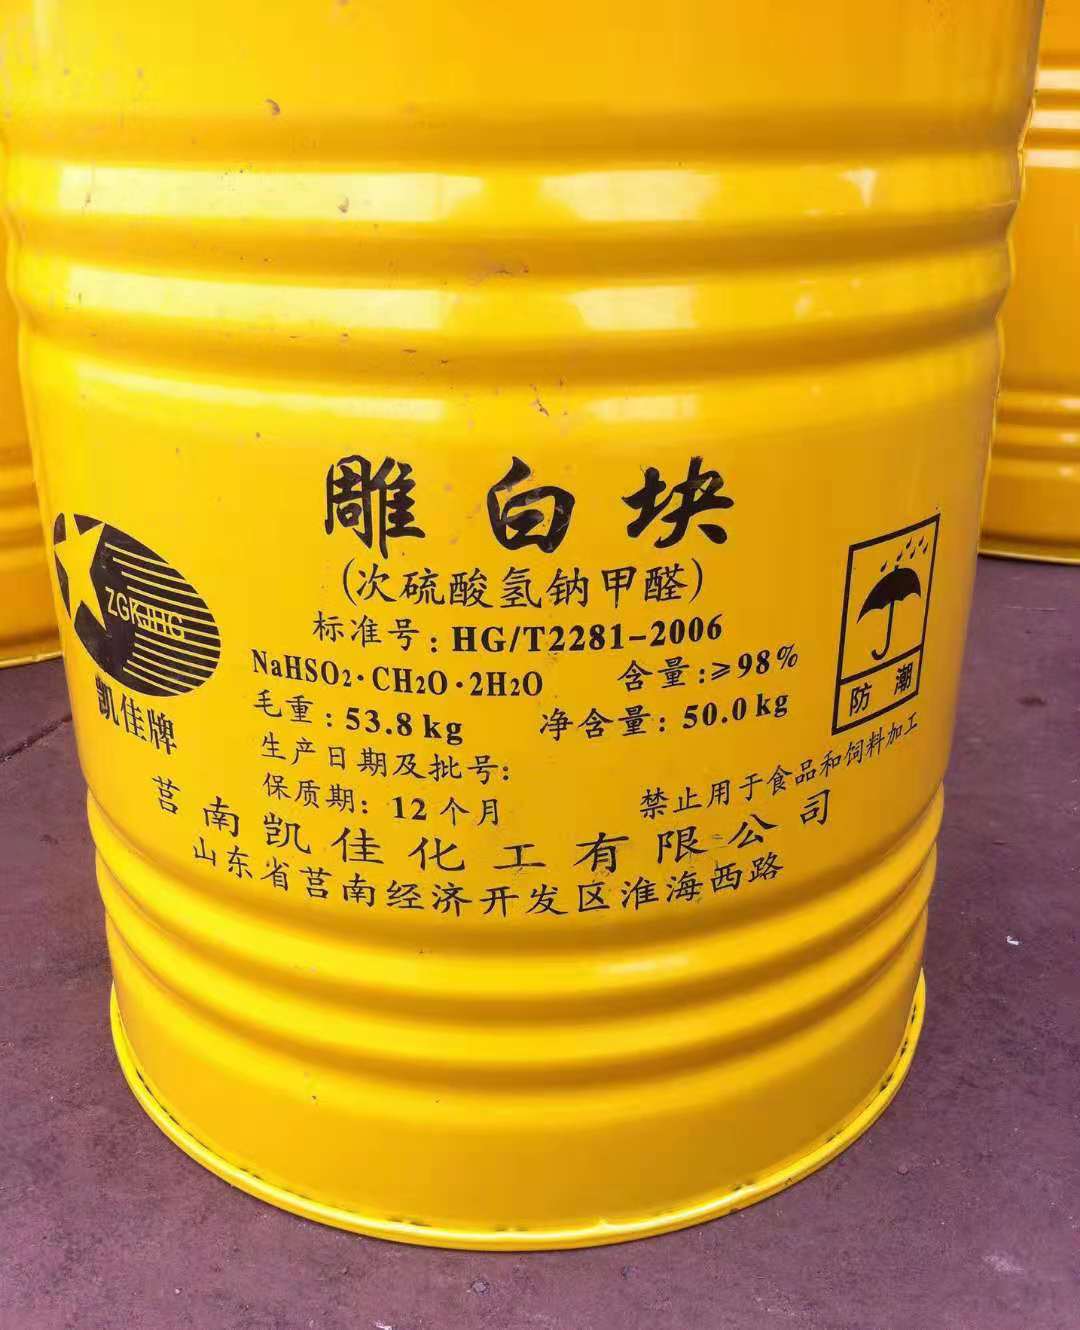 雕白块
(次硫酸氢钠甲醛)
标准号:HG/T2281-2006
NaHSO₂·CH₂O·2H₂O 含量:≥98%
毛重:53.8kg 净含量:50.0kg
生产日期及批号:
保质期:12个月
禁止用于食品和饲料加工
莒南凯佳化工有限公司
山东省莒南经济开发区淮海西路
ZGKJHG
凯佳牌
防潮